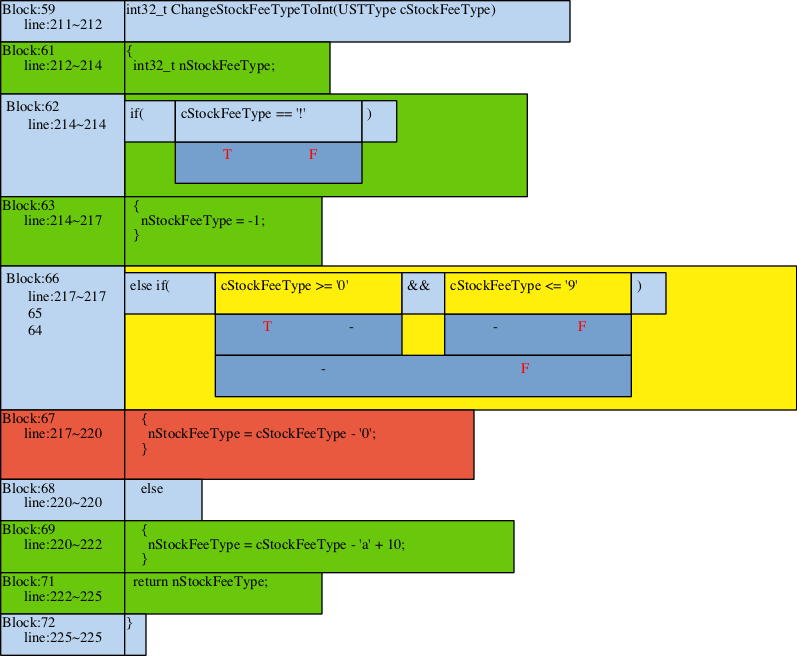 Block:59 int32_t ChangeStockFeeTypeToInt(USTType cStockFeeType)
line:211~212
Block:61 {
line:212~214 int32_t nStockFeeType;
Block:62
line:214~214
if( cStockFeeType == '!' )
T F
Block:63 {
line:214~217 nStockFeeType = -1;
}
Block:66
line:217~217
65
64
else if( cStockFeeType >= '0' && cStockFeeType <= '9' )
T - - F
- F
Block:67 {
line:217~220 nStockFeeType = cStockFeeType - '0';
}
Block:68 else
line:220~220
Block:69 {
line:220~222 nStockFeeType = cStockFeeType - 'a' + 10;
}
Block:71 return nStockFeeType;
line:222~225
Block:72 }
line:225~225